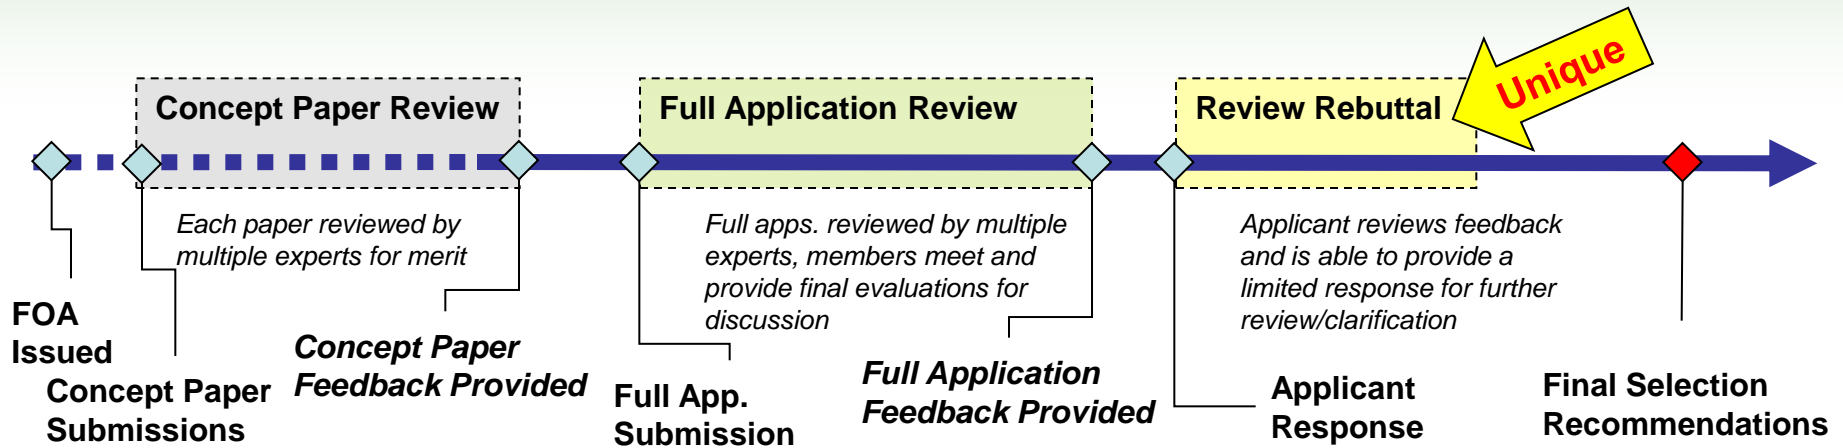 Unique
Concept Paper Review
Full Application Review
Review Rebuttal
Each paper reviewed by
multiple experts for merit
Full apps. reviewed by multiple
experts, members meet and
provide final evaluations for
discussion
Applicant reviews feedback
and is able to provide a
limited response for further
review/clarification
FOA
Issued
Concept Paper
Submissions
Concept Paper
Feedback Provided
Full App.
Submission
Full Application
Feedback Provided
Applicant
Response
Final Selection
Recommendations